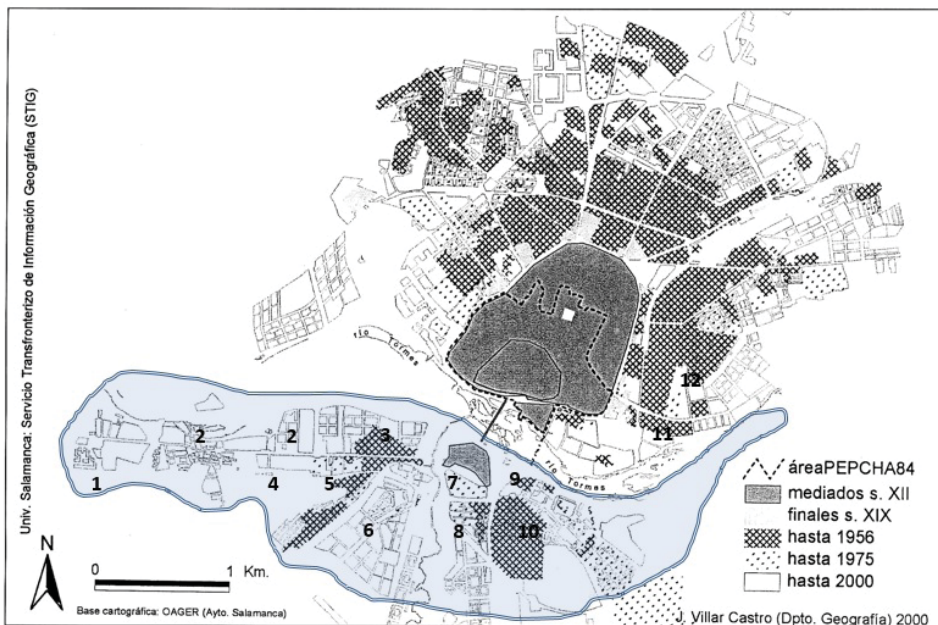 Univ. Salamanca: Servicio Transfronterizo de Información Geográfica (STIG)
río Tormes
12
2
2
3
11
1
4
5
7
9
río Tormes
6
8
10
N
0 1 Km.
Base cartográfica: OAGER (Ayto. Salamanca)
áreaPEPCHA84
mediados s. XII
finales s. XIX
hasta 1956
hasta 1975
hasta 2000
J. Villar Castro (Dpto. Geografía) 2000